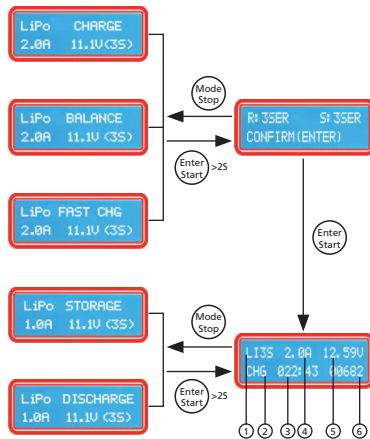 LiPo CHARGE
2.0A 11.1V(3S)
LiPo BALANCE
2.0A 11.1V (3S)
LiPo FAST CHG
2.0A 11.1V (3S)
Mode
Stop
Enter
Start
>2S
R:3SER S:3SER
CONFIRM(ENTER)
Enter
Start
LiPo STORAGE
1.0A 11.1V (3S)
LiPo DISCHARGE
1.0A 11.1V (3S)
Mode
Stop
Enter
Start
>2S
LI3S 2.0A 12.59V
CHG 022:43 00682
1 2 3 4 5 6